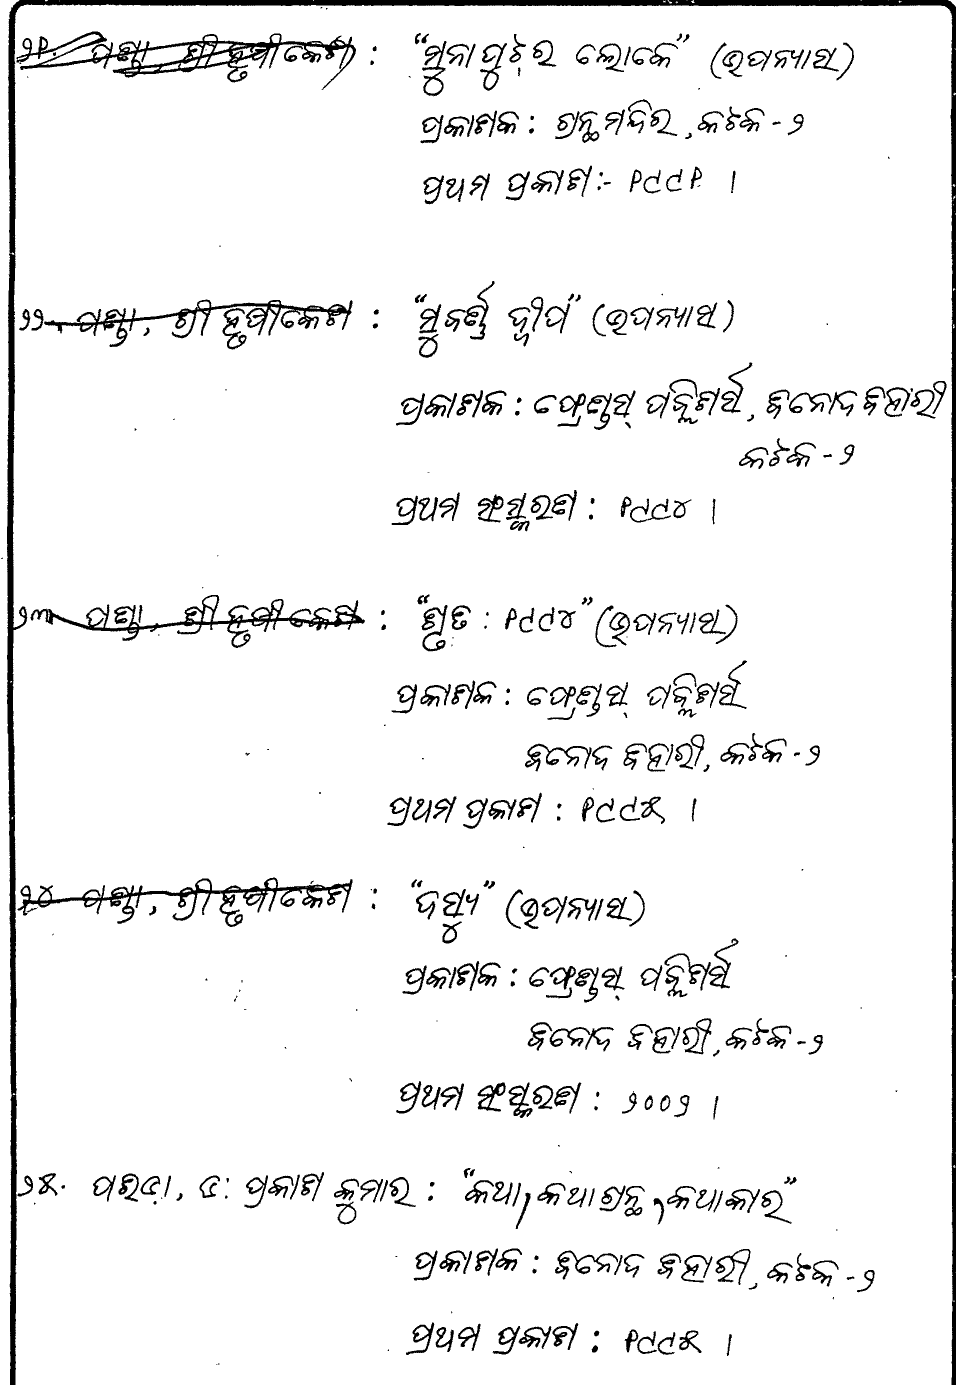 ୨୧. ପଣ୍ଡା, ଶ୍ରୀ ହୃଷୀକେଶ : “ସୁନାପୁଟ୍‌ର ଲୋକେ” (ଉପନ୍ୟାସ)
ପ୍ରକାଶକ : ଗ୍ରନ୍ଥମନ୍ଦିର, କଟକ - ୨
ପ୍ରଥମ ପ୍ରକାଶ :- ୧୯୯୧ ।
୨୨. ପଣ୍ଡା, ଶ୍ରୀ ହୃଷୀକେଶ : “ସୁବର୍ଣ୍ଣ ଦ୍ୱୀପ” (ଉପନ୍ୟାସ)
ପ୍ରକାଶକ : ଫ୍ରେଣ୍ଡସ୍ ପବ୍ଲିଶର୍ସ, ବିନୋଦ ବିହାରୀ
କଟକ - ୨
ପ୍ରଥମ ସଂସ୍କରଣ : ୧୯୯୪ ।
୨୩. ପଣ୍ଡା, ଶ୍ରୀ ହୃଷୀକେଶ : “ଶ୍ରୁତ : ୧୯୯୪” (ଉପନ୍ୟାସ)
ପ୍ରକାଶକ : ଫ୍ରେଣ୍ଡସ୍ ପବ୍ଲିଶର୍ସ
ବିନୋଦ ବିହାରୀ, କଟକ - ୨
ପ୍ରଥମ ପ୍ରକାଶ : ୧୯୯୫ ।
୨୪ ପଣ୍ଡା, ଶ୍ରୀ ହୃଷୀକେଶ : “ଦସ୍ୟୁ” (ଉପନ୍ୟାସ)
ପ୍ରକାଶକ : ଫ୍ରେଣ୍ଡସ୍ ପବ୍ଲିଶର୍ସ
ବିନୋଦ ବିହାରୀ, କଟକ - ୨
ପ୍ରଥମ ସଂସ୍କରଣ : ୨୦୦୨ ।
୨୫. ପରିଡ଼ା, ଡ: ପ୍ରକାଶ କୁମାର : “କଥା, କଥାଗ୍ରନ୍ଥ, କଥାକାର”
ପ୍ରକାଶକ : ବିନୋଦ ବିହାରୀ, କଟକ - ୨
ପ୍ରଥମ ପ୍ରକାଶ : ୧୯୯୫ ।